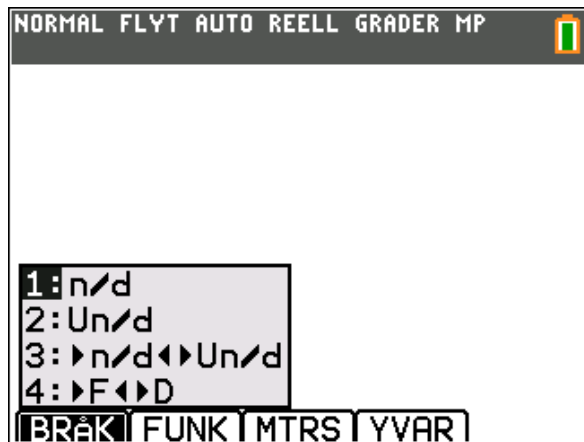 NORMAL FLYT AUTO REELL GRADER MP
1:n/d
2:Un/d
3:▶n/d◀▶Un/d
4:▶F◀▶D
BRÅK FUNK MTRS YVAR